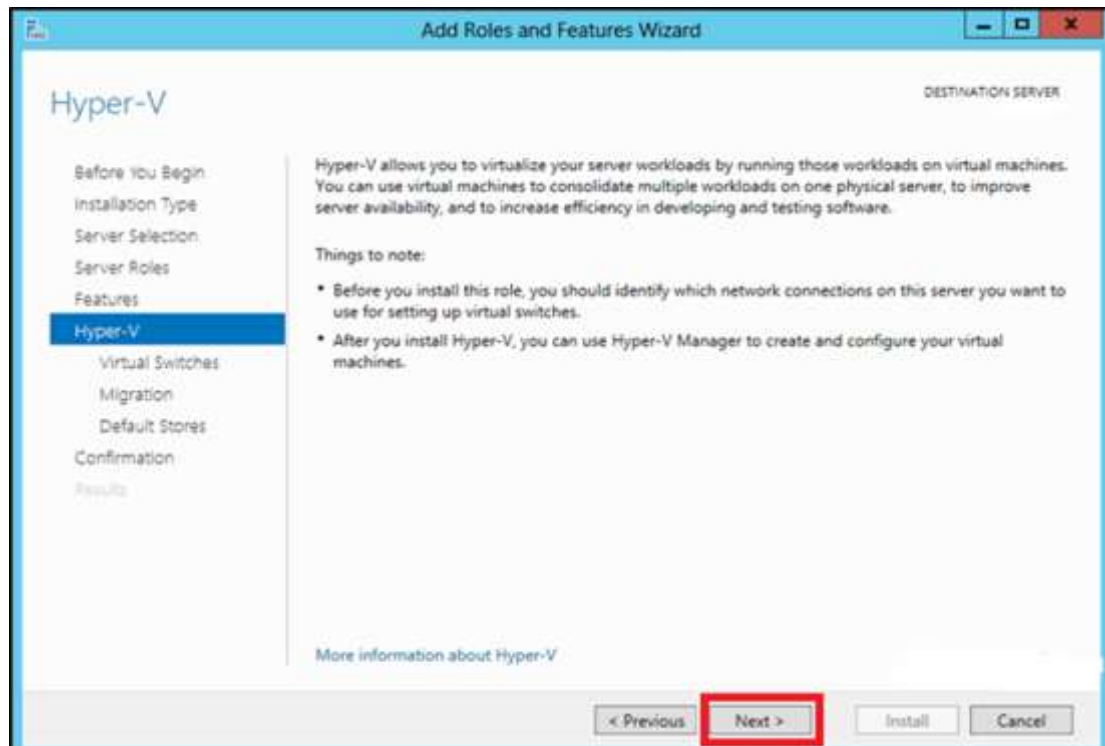 Add Roles and Features Wizard
Hyper-V
DESTINATION SERVER
Before You Begin
Installation Type
Server Selection
Server Roles
Features
Hyper-V
Virtual Switches
Migration
Default Stores
Confirmation
Results
Hyper-V allows you to virtualize your server workloads by running those workloads on virtual machines.
You can use virtual machines to consolidate multiple workloads on one physical server, to improve
server availability, and to increase efficiency in developing and testing software.
Things to note:
• Before you install this role, you should identify which network connections on this server you want to
use for setting up virtual switches.
• After you install Hyper-V, you can use Hyper-V Manager to create and configure your virtual
machines.
More information about Hyper-V
< Previous
Next >
Install
Cancel